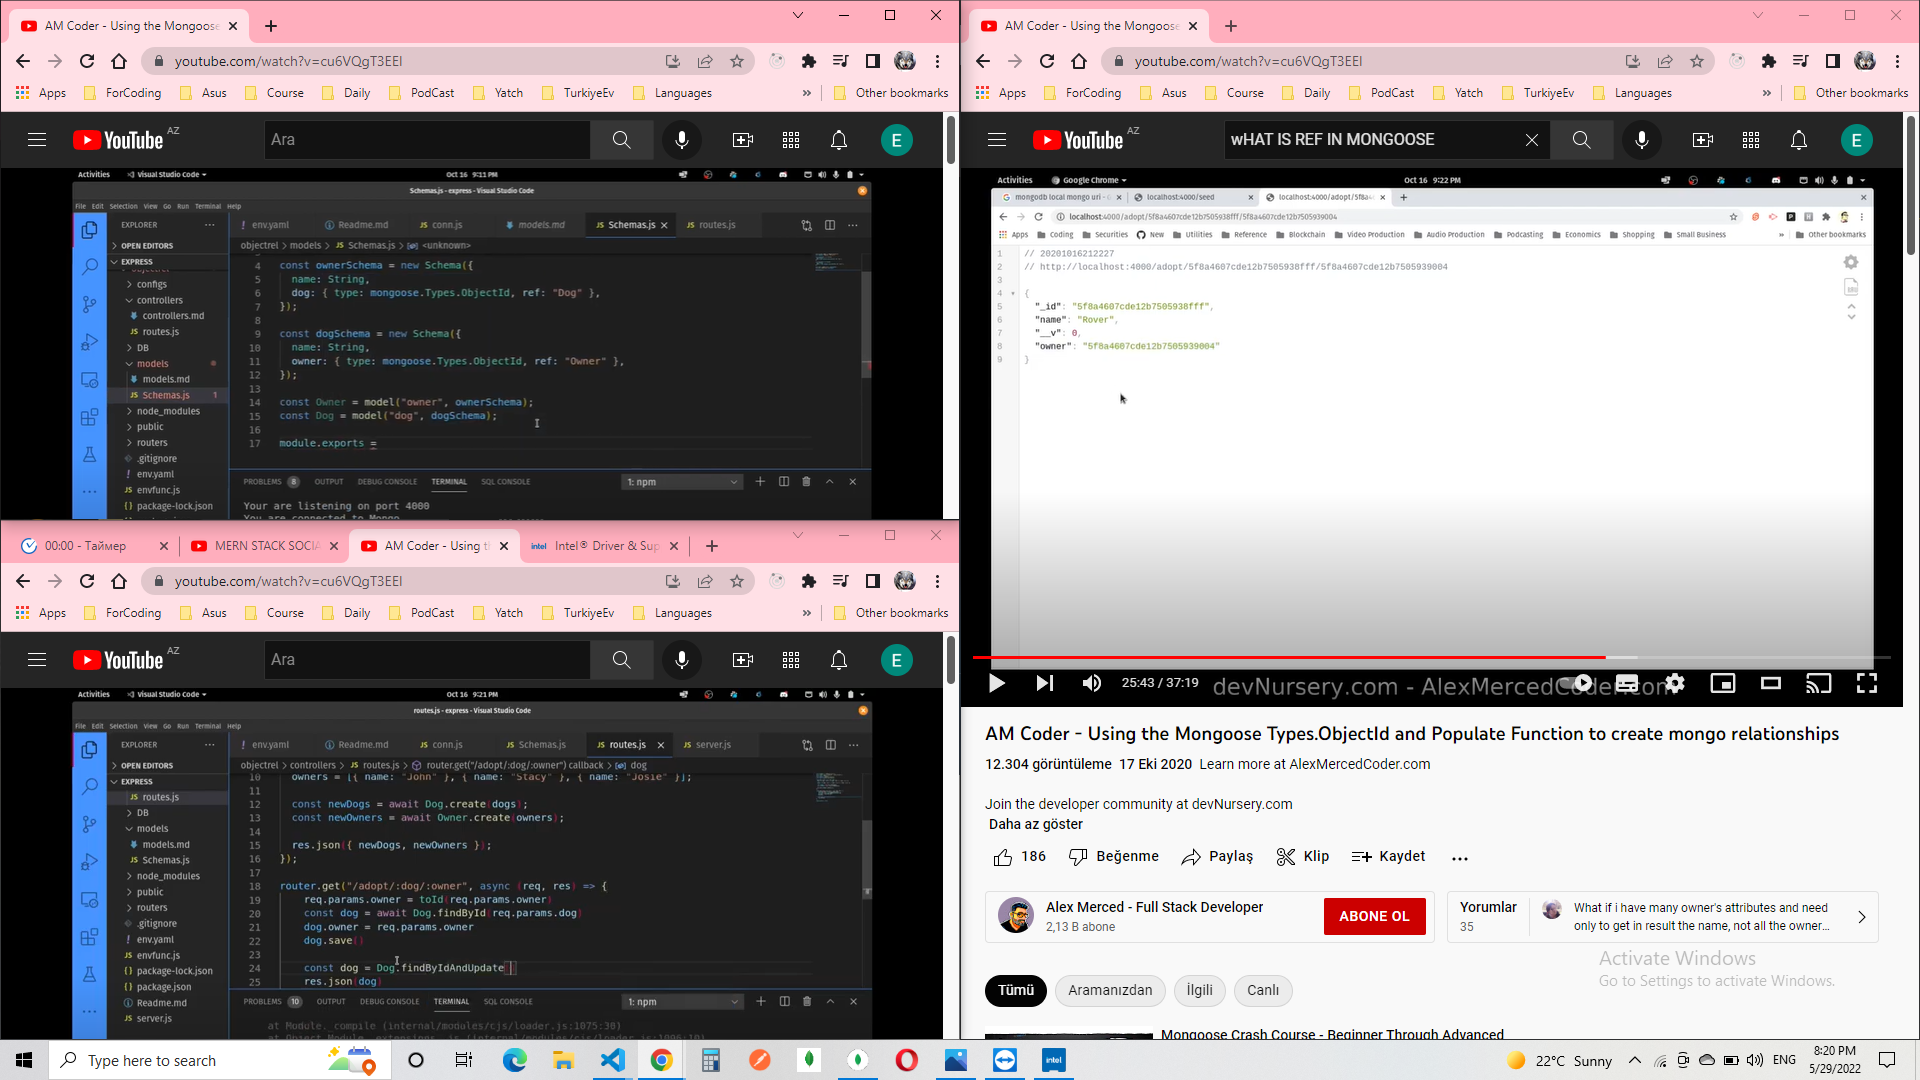 AM Coder - Using the Mongoose
youtube.com/watch?v=cu6VQgT3EEI
Apps ForCoding Asus Course Daily PodCast Yatch TurkiyeEv Languages » Other bookmarks
YouTube AZ
Ara
E
Activities Visual Studio Code Oct 16 9:11 PM
Schemas.js - express - Visual Studio Code
File Edit Selection View Go Run Terminal Help
EXPLORER ... env.yaml Readme.md conn.js models.md Schemas.js routes.js
OPEN EDITORS objectrel > models > Schemas.js > <unknown>
EXPRESS
configs
controllers
controllers.md
routes.js
DB
models
models.md
Schemas.js 1
node_modules
public
routers
.gitignore
env.yaml
envfunc.js
package-lock.json
4 const ownerSchema = new Schema({
5 name: String,
6 dog: { type: mongoose.Types.ObjectId, ref: "Dog" },
7 });
8
9 const dogSchema = new Schema({
10 name: String,
11 owner: { type: mongoose.Types.ObjectId, ref: "Owner" },
12 });
13
14 const Owner = model("owner", ownerSchema);
15 const Dog = model("dog", dogSchema);
16
17 module.exports =
PROBLEMS 8 OUTPUT DEBUG CONSOLE TERMINAL SQL CONSOLE 1: npm
Your are listening on port 4000
You are connected to Mongo
AM Coder - Using the Mongoose
youtube.com/watch?v=cu6VQgT3EEI
Apps ForCoding Asus Course Daily PodCast Yatch TurkiyeEv Languages » Other bookmarks
YouTube AZ
wHAT IS REF IN MONGOOSE
E
Activities Google Chrome Oct 16 9:22 PM
mongodb local mongo uri - localhost:4000/seed localhost:4000/adopt/5f8a4
localhost:4000/adopt/5f8a4607cde12b7505938fff/5f8a4607cde12b7505939004
Apps Coding Securities New Utilities Reference Blockchain Video Production Audio Production Podcasting Economics Shopping Small Business » Other bookmarks
1 // 20201016212227
2 // http://localhost:4000/adopt/5f8a4607cde12b7505938fff/5f8a4607cde12b7505939004
3
4 {
5 "_id": "5f8a4607cde12b7505938fff",
6 "name": "Rover",
7 "__v": 0,
8 "owner": "5f8a4607cde12b7505939004"
9 }
25:43 / 37:19
devNursery.com - AlexMercedCoder.com
AM Coder - Using the Mongoose Types.ObjectId and Populate Function to create mongo relationships
12.304 görüntüleme 17 Eki 2020 Learn more at AlexMercedCoder.com
Join the developer community at devNursery.com
Daha az göster
186 Beğenme Paylaş Klip Kaydet ...
Alex Merced - Full Stack Developer
2,13 B abone
ABONE OL
Yorumlar
35
What if i have many owner's attributes and need
only to get in result the name, not all the owner...
Activate Windows
Go to Settings to activate Windows.
Tümü Aramanızdan İlgili Canlı
Mongoose Crash Course - Beginner Through Advanced
00:00 - Таймер MERN STACK SOCIA AM Coder - Using t intel Intel® Driver & Sup
youtube.com/watch?v=cu6VQgT3EEI
Apps ForCoding Asus Course Daily PodCast Yatch TurkiyeEv Languages » Other bookmarks
YouTube AZ
Ara
E
Activities Visual Studio Code Oct 16 9:21 PM
routes.js - express - Visual Studio Code
File Edit Selection View Go Run Terminal Help
EXPLORER ... env.yaml Readme.md conn.js Schemas.js routes.js server.js
OPEN EDITORS objectrel > controllers > routes.js > router.get("/adopt/:dog/:owner") callback > dog
EXPRESS
routes.js
DB
models
models.md
Schemas.js
node_modules
public
routers
.gitignore
env.yaml
envfunc.js
package-lock.json
package.json
Readme.md
server.js
10 owners = [{ name: "John" }, { name: "Stacy" }, { name: "Josie" }];
11
12 const newDogs = await Dog.create(dogs);
13 const newOwners = await Owner.create(owners);
14
15 res.json({ newDogs, newOwners });
16 });
17
18 router.get("/adopt/:dog/:owner", async (req, res) => {
19 req.params.owner = toId(req.params.owner)
20 const dog = await Dog.findById(req.params.dog)
21 dog.owner = req.params.owner
22 dog.save()
23
24 const dog = Dog.findByIdAndUpdate()
25 res.json(dog)
PROBLEMS 10 OUTPUT DEBUG CONSOLE TERMINAL SQL CONSOLE 1: npm
at Module._compile (internal/modules/cjs/loader.js:1075:30)
Type here to search
intel
22°C Sunny ENG
8:20 PM
5/29/2022